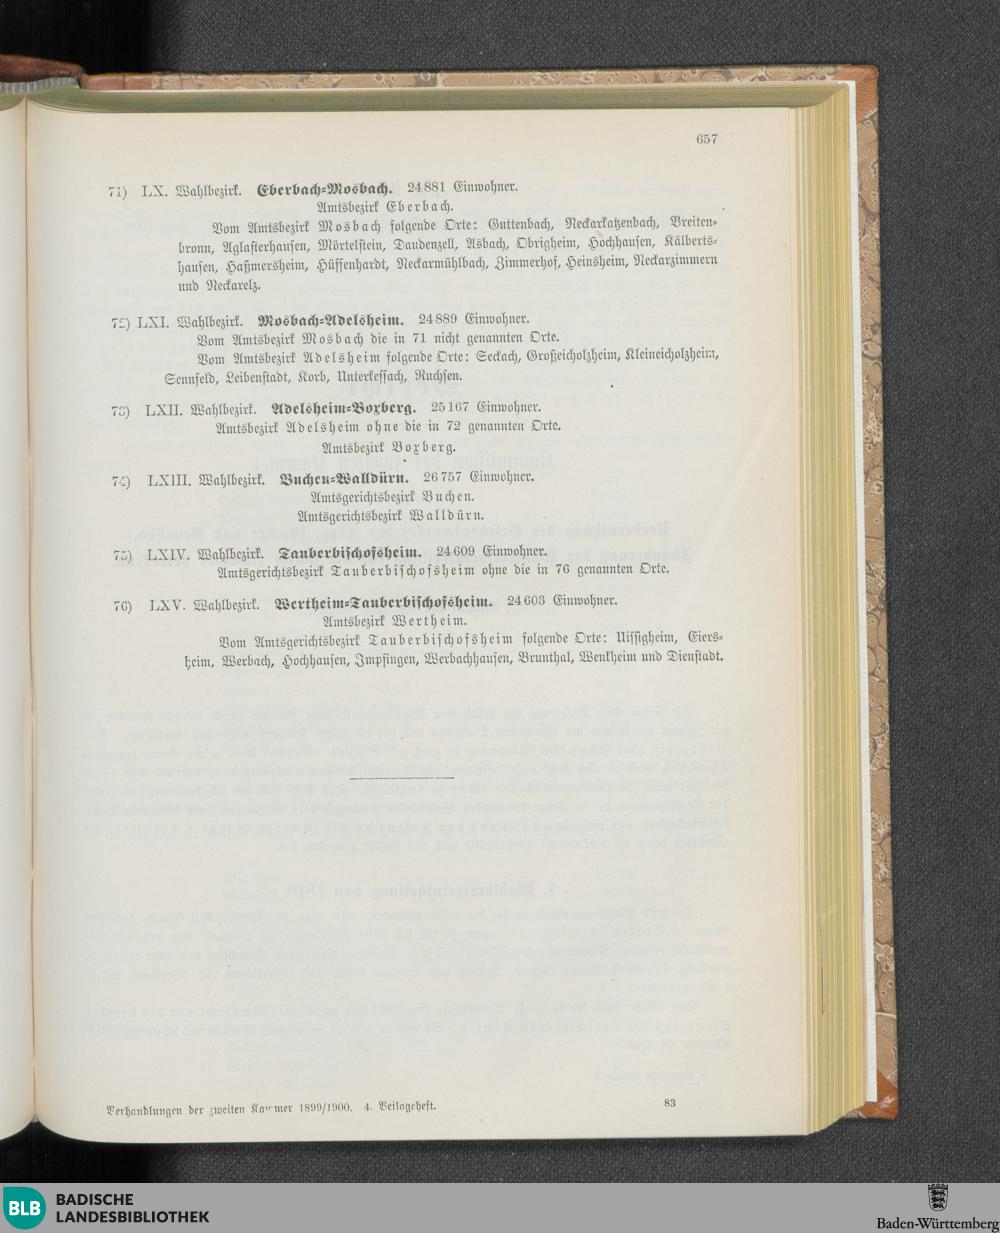 657
71) LX. Wahlbezirk. Eberbach-Mosbach. 24881 Einwohner.
Amtsbezirk Eberbach.
Vom Amtsbezirk Mosbach folgende Orte: Guttenbach, Neckarkatzenbach, Breiten-
bronn, Aglasterhausen, Mörtelstein, Daudenzell, Asbach, Obrigheim, Hochhausen, Kälberts-
hausen, Haßmersheim, Hüffenhardt, Neckarmühlbach, Zimmerhof, Heinsheim, Neckarzimmern
und Neckarelz.
72) LXI. Wahlbezirk. Mosbach-Adelsheim. 24889 Einwohner.
Vom Amtsbezirk Mosbach die in 71 nicht genannten Orte.
Vom Amtsbezirk Adelsheim folgende Orte: Seckach, Großeicholzheim, Kleineicholzheim,
Sennfeld, Leibenstadt, Korb, Unterkessach, Ruchsen.
73) LXII. Wahlbezirk. Adelsheim-Boxberg. 25167 Einwohner.
Amtsbezirk Adelsheim ohne die in 72 genannten Orte.
Amtsbezirk Boxberg.
74) LXIII. Wahlbezirk. Buchen-Walldürn. 26757 Einwohner.
Amtsgerichtsbezirk Buchen.
Amtsgerichtsbezirk Walldürn.
75) LXIV. Wahlbezirk. Tauberbischofsheim. 24609 Einwohner.
Amtsgerichtsbezirk Tauberbischofsheim ohne die in 76 genannten Orte.
76) LXV. Wahlbezirk. Wertheim-Tauberbischofsheim. 24603 Einwohner.
Amtsbezirk Wertheim.
Vom Amtsgerichtsbezirk Tauberbischofsheim folgende Orte: Uissigheim, Eiers-
heim, Werbach, Hochhausen, Impfingen, Werbachhausen, Brunthal, Wenkheim und Dienstadt.
Verhandlungen der zweiten Kammer 1899/1900. 4. Beilageheft.
83
BLB BADISCHE
LANDESBIBLIOTHEK
Baden-Württemberg